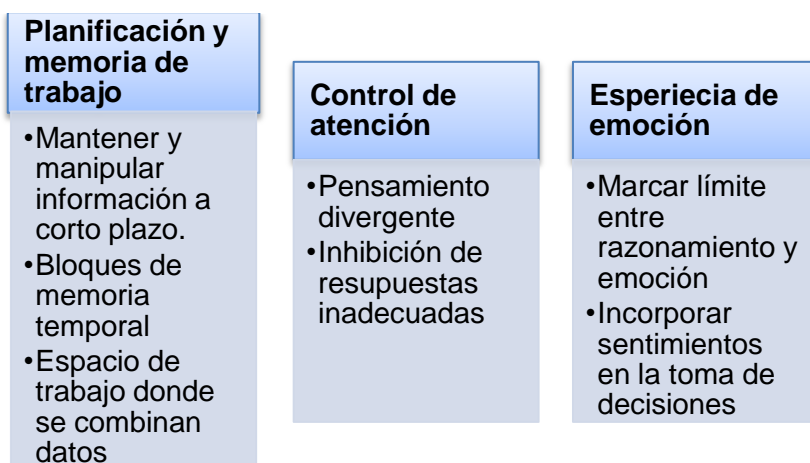 Planificación y
memoria de
trabajo
•Mantener y
manipular
información a
corto plazo.
•Bloques de
memoria
temporal
•Espacio de
trabajo donde
se combinan
datos
Control de
atención
•Pensamiento
divergente
•Inhibición de
resupuestas
inadecuadas
Esperiecia de
emoción
•Marcar límite
entre
razonamiento y
emoción
•Incorporar
sentimientos
en la toma de
decisiones